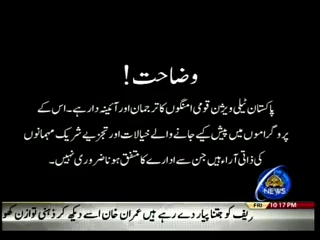 وضاحت !
پاکستان ٹیلی ویژن قومی امنگوں کا ترجمان اور آئینہ دار ہے۔ اس کے
پروگراموں میں پیش کیے جانے والے خیالات اور تجزیے شریک مہمانوں
کی ذاتی آراء ہیں جن سے ادارے کا متفق ہونا ضروری نہیں۔
NEWS
FRI 10:17 PM
ریف کو جتنا پیار دے رہے ہیں عمران خان اسے دیکھ کر ذہنی توازن کھو